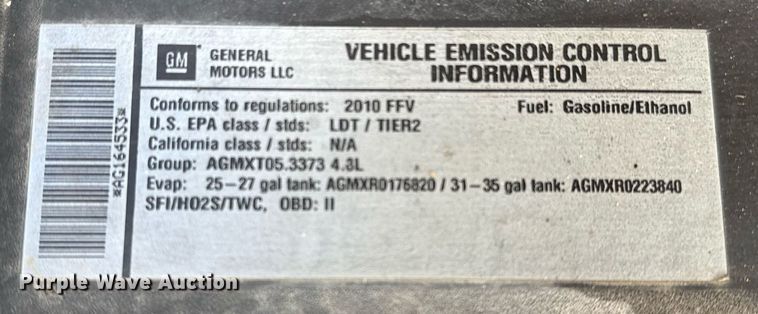 GM GENERAL MOTORS LLC
VEHICLE EMISSION CONTROL
INFORMATION
Conforms to regulations: 2010 FFV Fuel: Gasoline/Ethanol
U.S. EPA class / stds: LDT / TIER2
California class / stds: N/A
Group: AGMXT05.3373 4.8L
Evap: 25-27 gal tank: AGMXR0176820 / 31-35 gal tank: AGMXR0223840
SFI/HO2S/TWC, OBD: II
*AG164533*
Purple Wave Auction